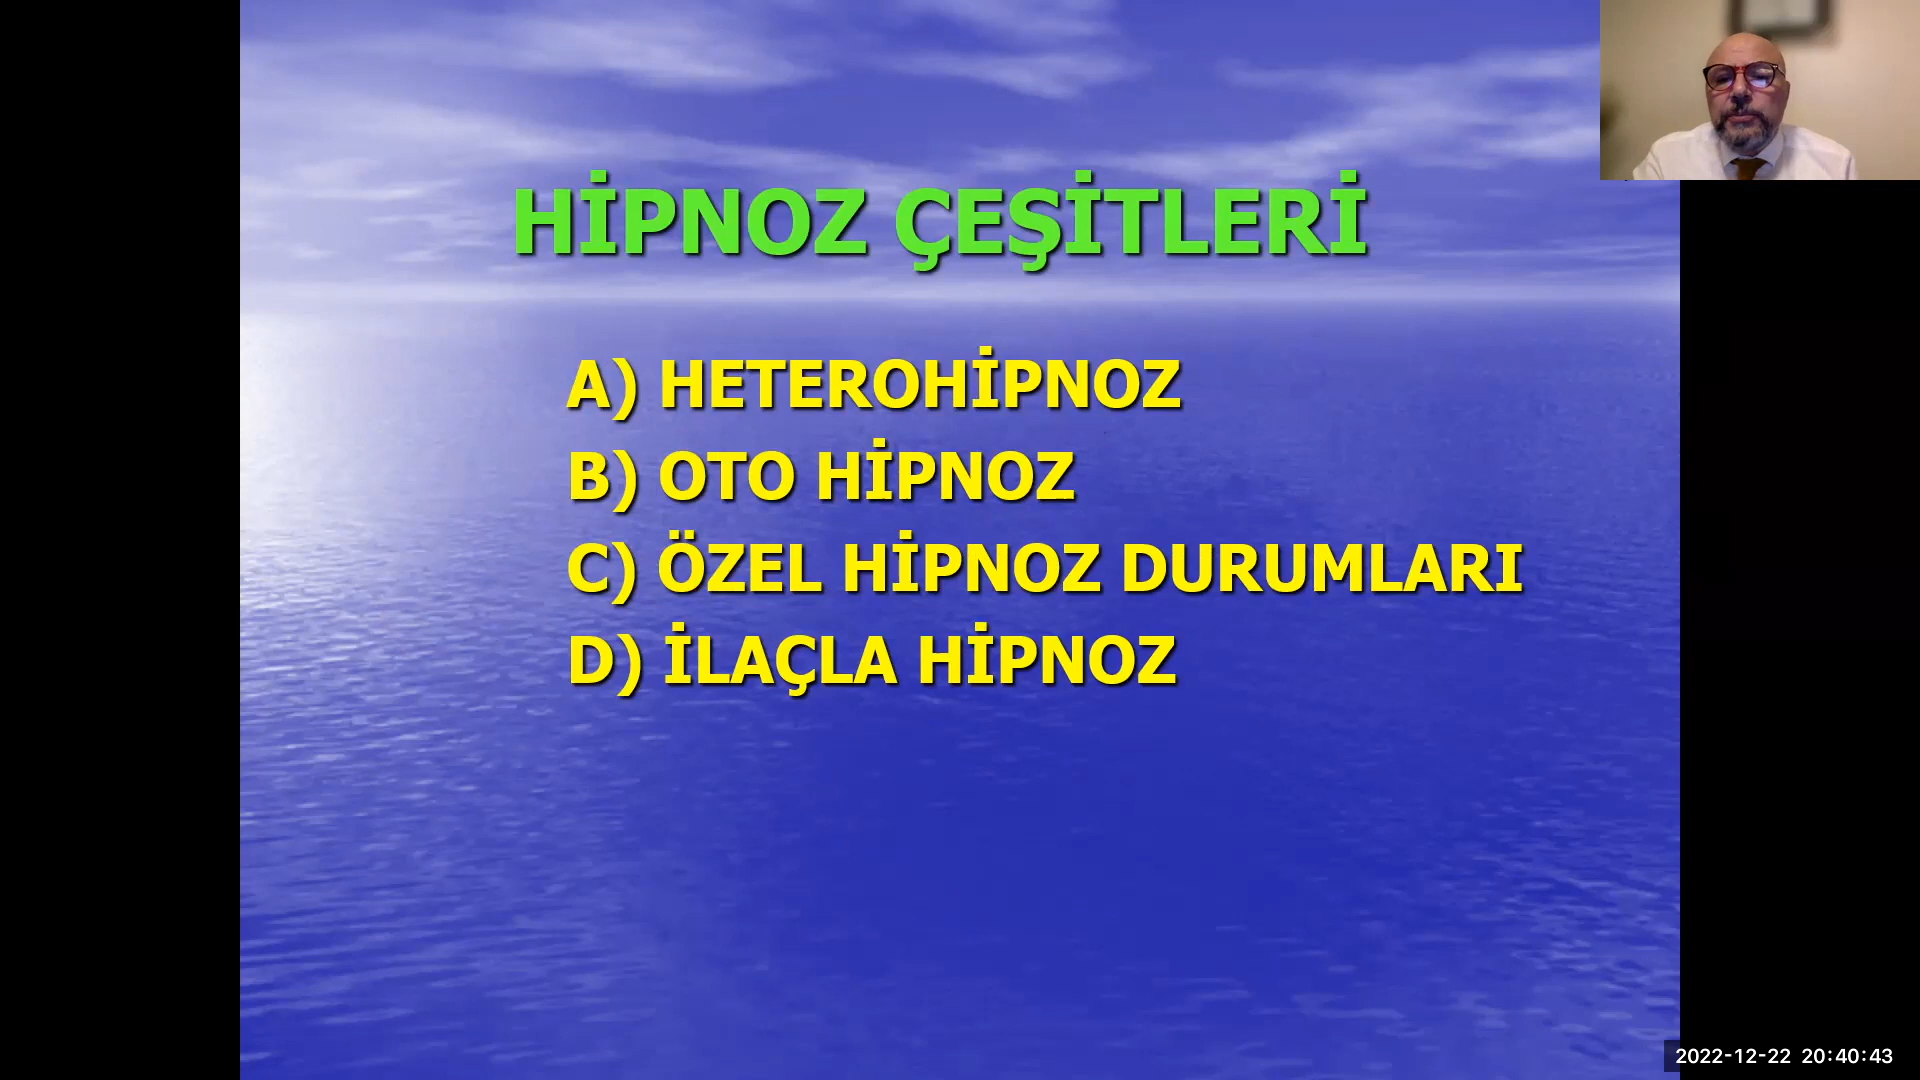 HİPNOZ ÇEŞİTLERİ
A) HETEROHİPNOZ
B) OTO HİPNOZ
C) ÖZEL HİPNOZ DURUMLARI
D) İLAÇLA HİPNOZ
2022-12-22 20:40:43